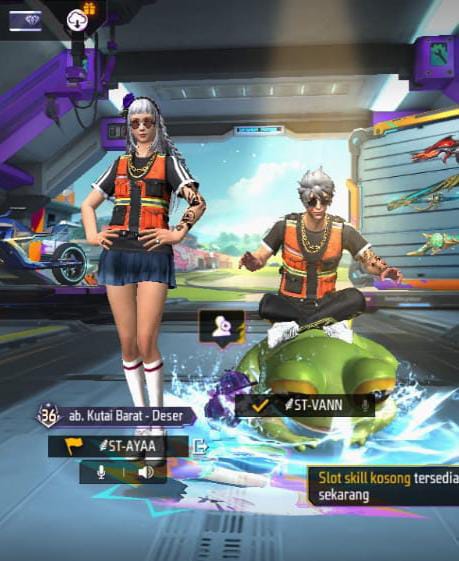 36
ab. Kutai Barat - Deser
ST-AYAA
ST-VANN
Slot skill kosong tersedia
sekarang